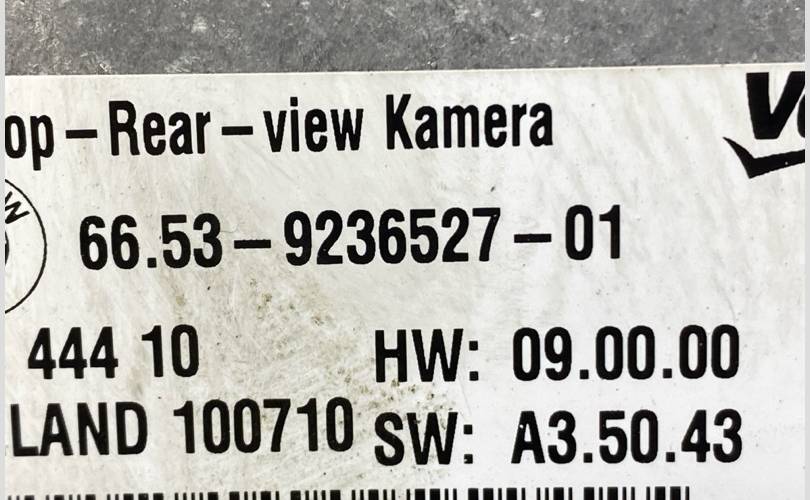 op-Rear-view Kamera
66.53-9236527-01
444 10 HW: 09.00.00
LAND 100710 SW: A3.50.43